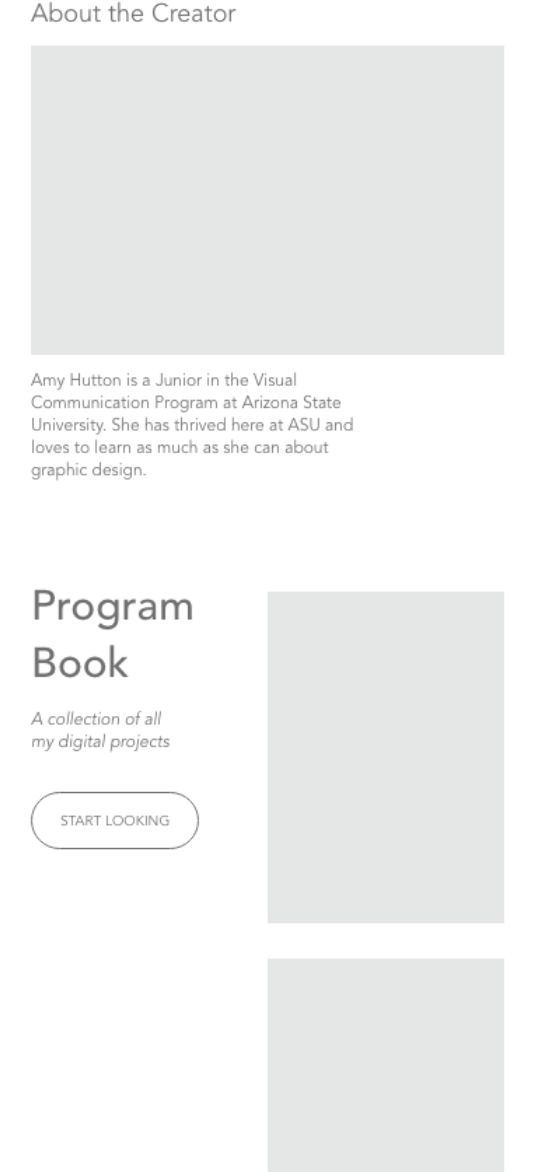 About the Creator
Amy Hutton is a Junior in the Visual
Communication Program at Arizona State
University. She has thrived here at ASU and
loves to learn as much as she can about
graphic design.
Program
Book
A collection of all
my digital projects
START LOOKING